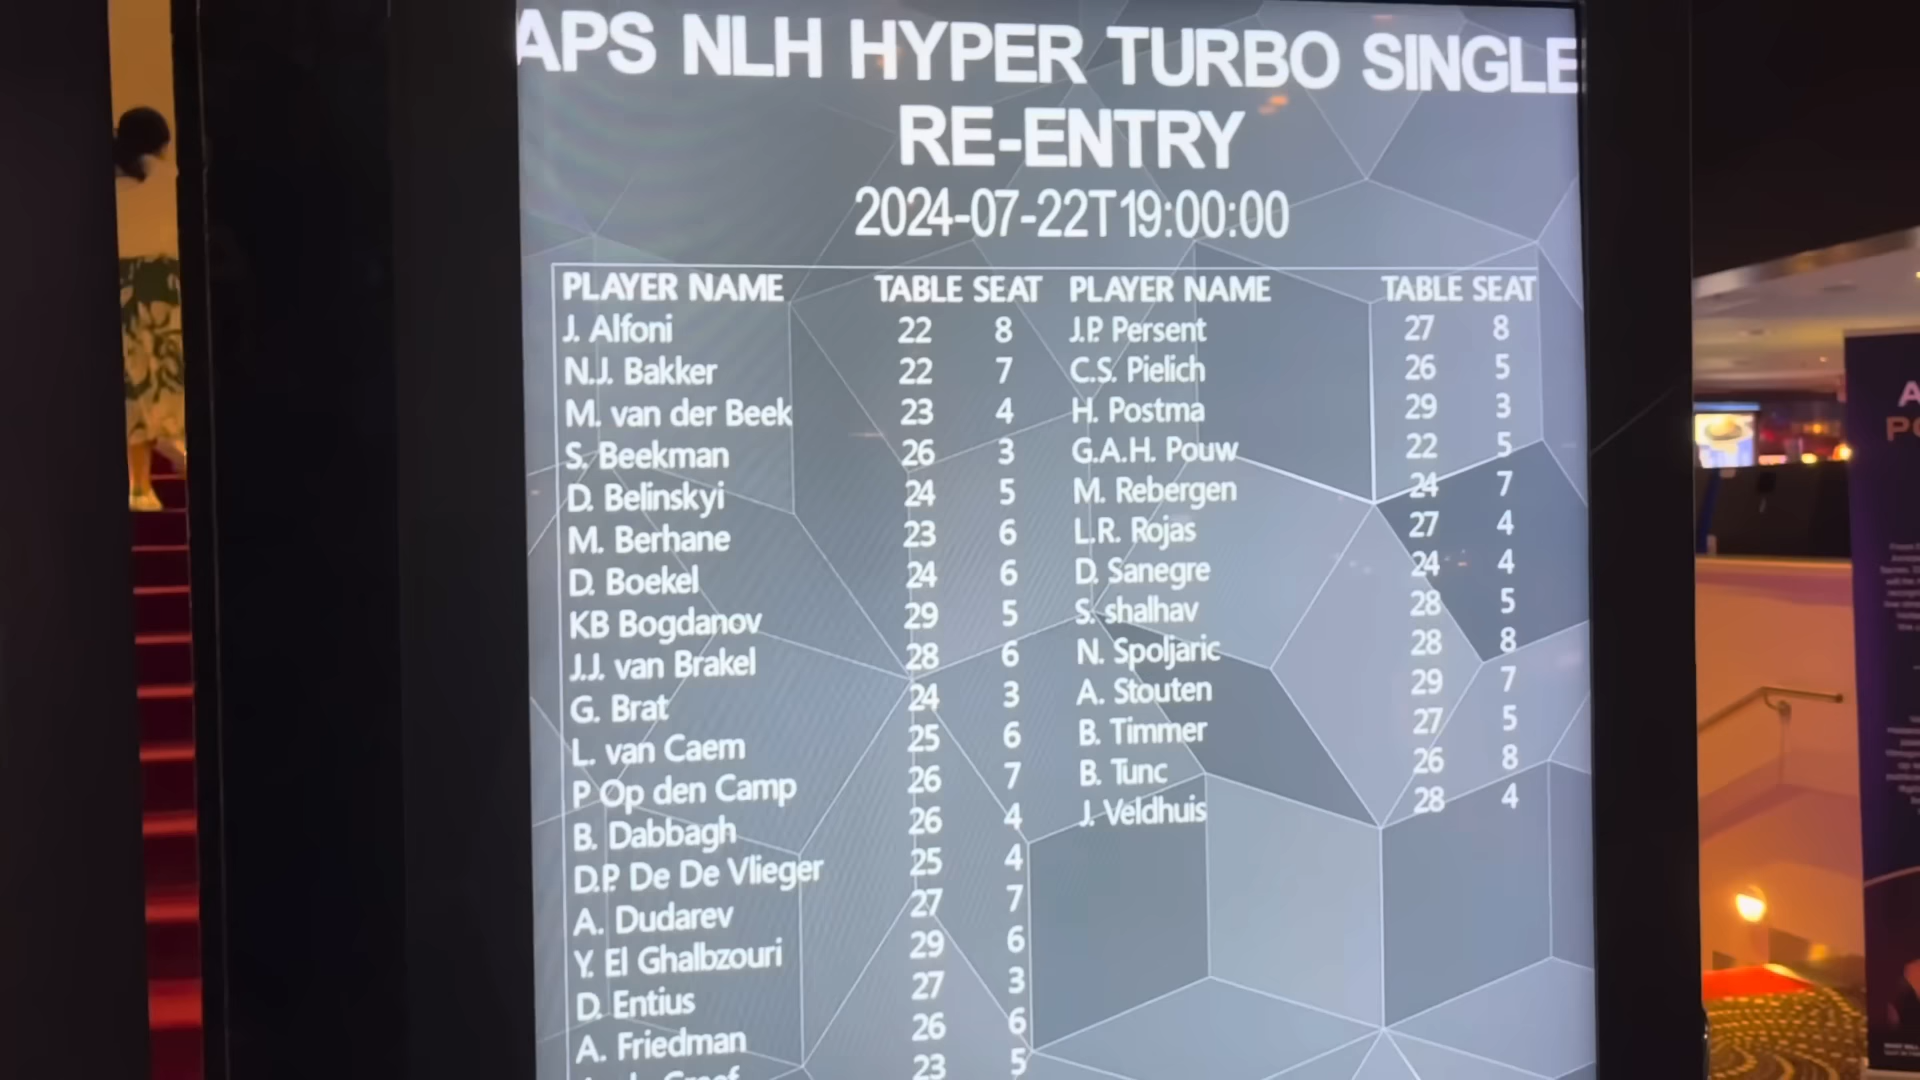 APS NLH HYPER TURBO SINGLE
RE-ENTRY
2024-07-22T19:00:00
PLAYER NAME TABLE SEAT PLAYER NAME TABLE SEAT
J. Alfoni 22 8 J.P. Persent 27 8
N.J. Bakker 22 7 C.S. Pielich 26 5
M. van der Beek 23 4 H. Postma 29 3
S. Beekman 26 3 G.A.H. Pouw 22 5
D. Belinskyi 24 5 M. Rebergen 24 7
M. Berhane 23 6 L.R. Rojas 27 4
D. Boekel 24 6 D. Sanegre 24 4
KB Bogdanov 29 5 S. shalhav 28 5
J.J. van Brakel 28 6 N. Spoljaric 28 8
G. Brat 24 3 A. Stouten 29 7
L. van Caem 25 6 B. Timmer 27 5
P Op den Camp 26 7 B. Tunc 26 8
B. Dabbagh 26 4 J. Veldhuis 28 4
D.P. De De Vlieger 25 4
A. Dudarev 27 7
Y. El Ghalbzouri 29 6
D. Entius 27 3
A. Friedman 26 6
23 5